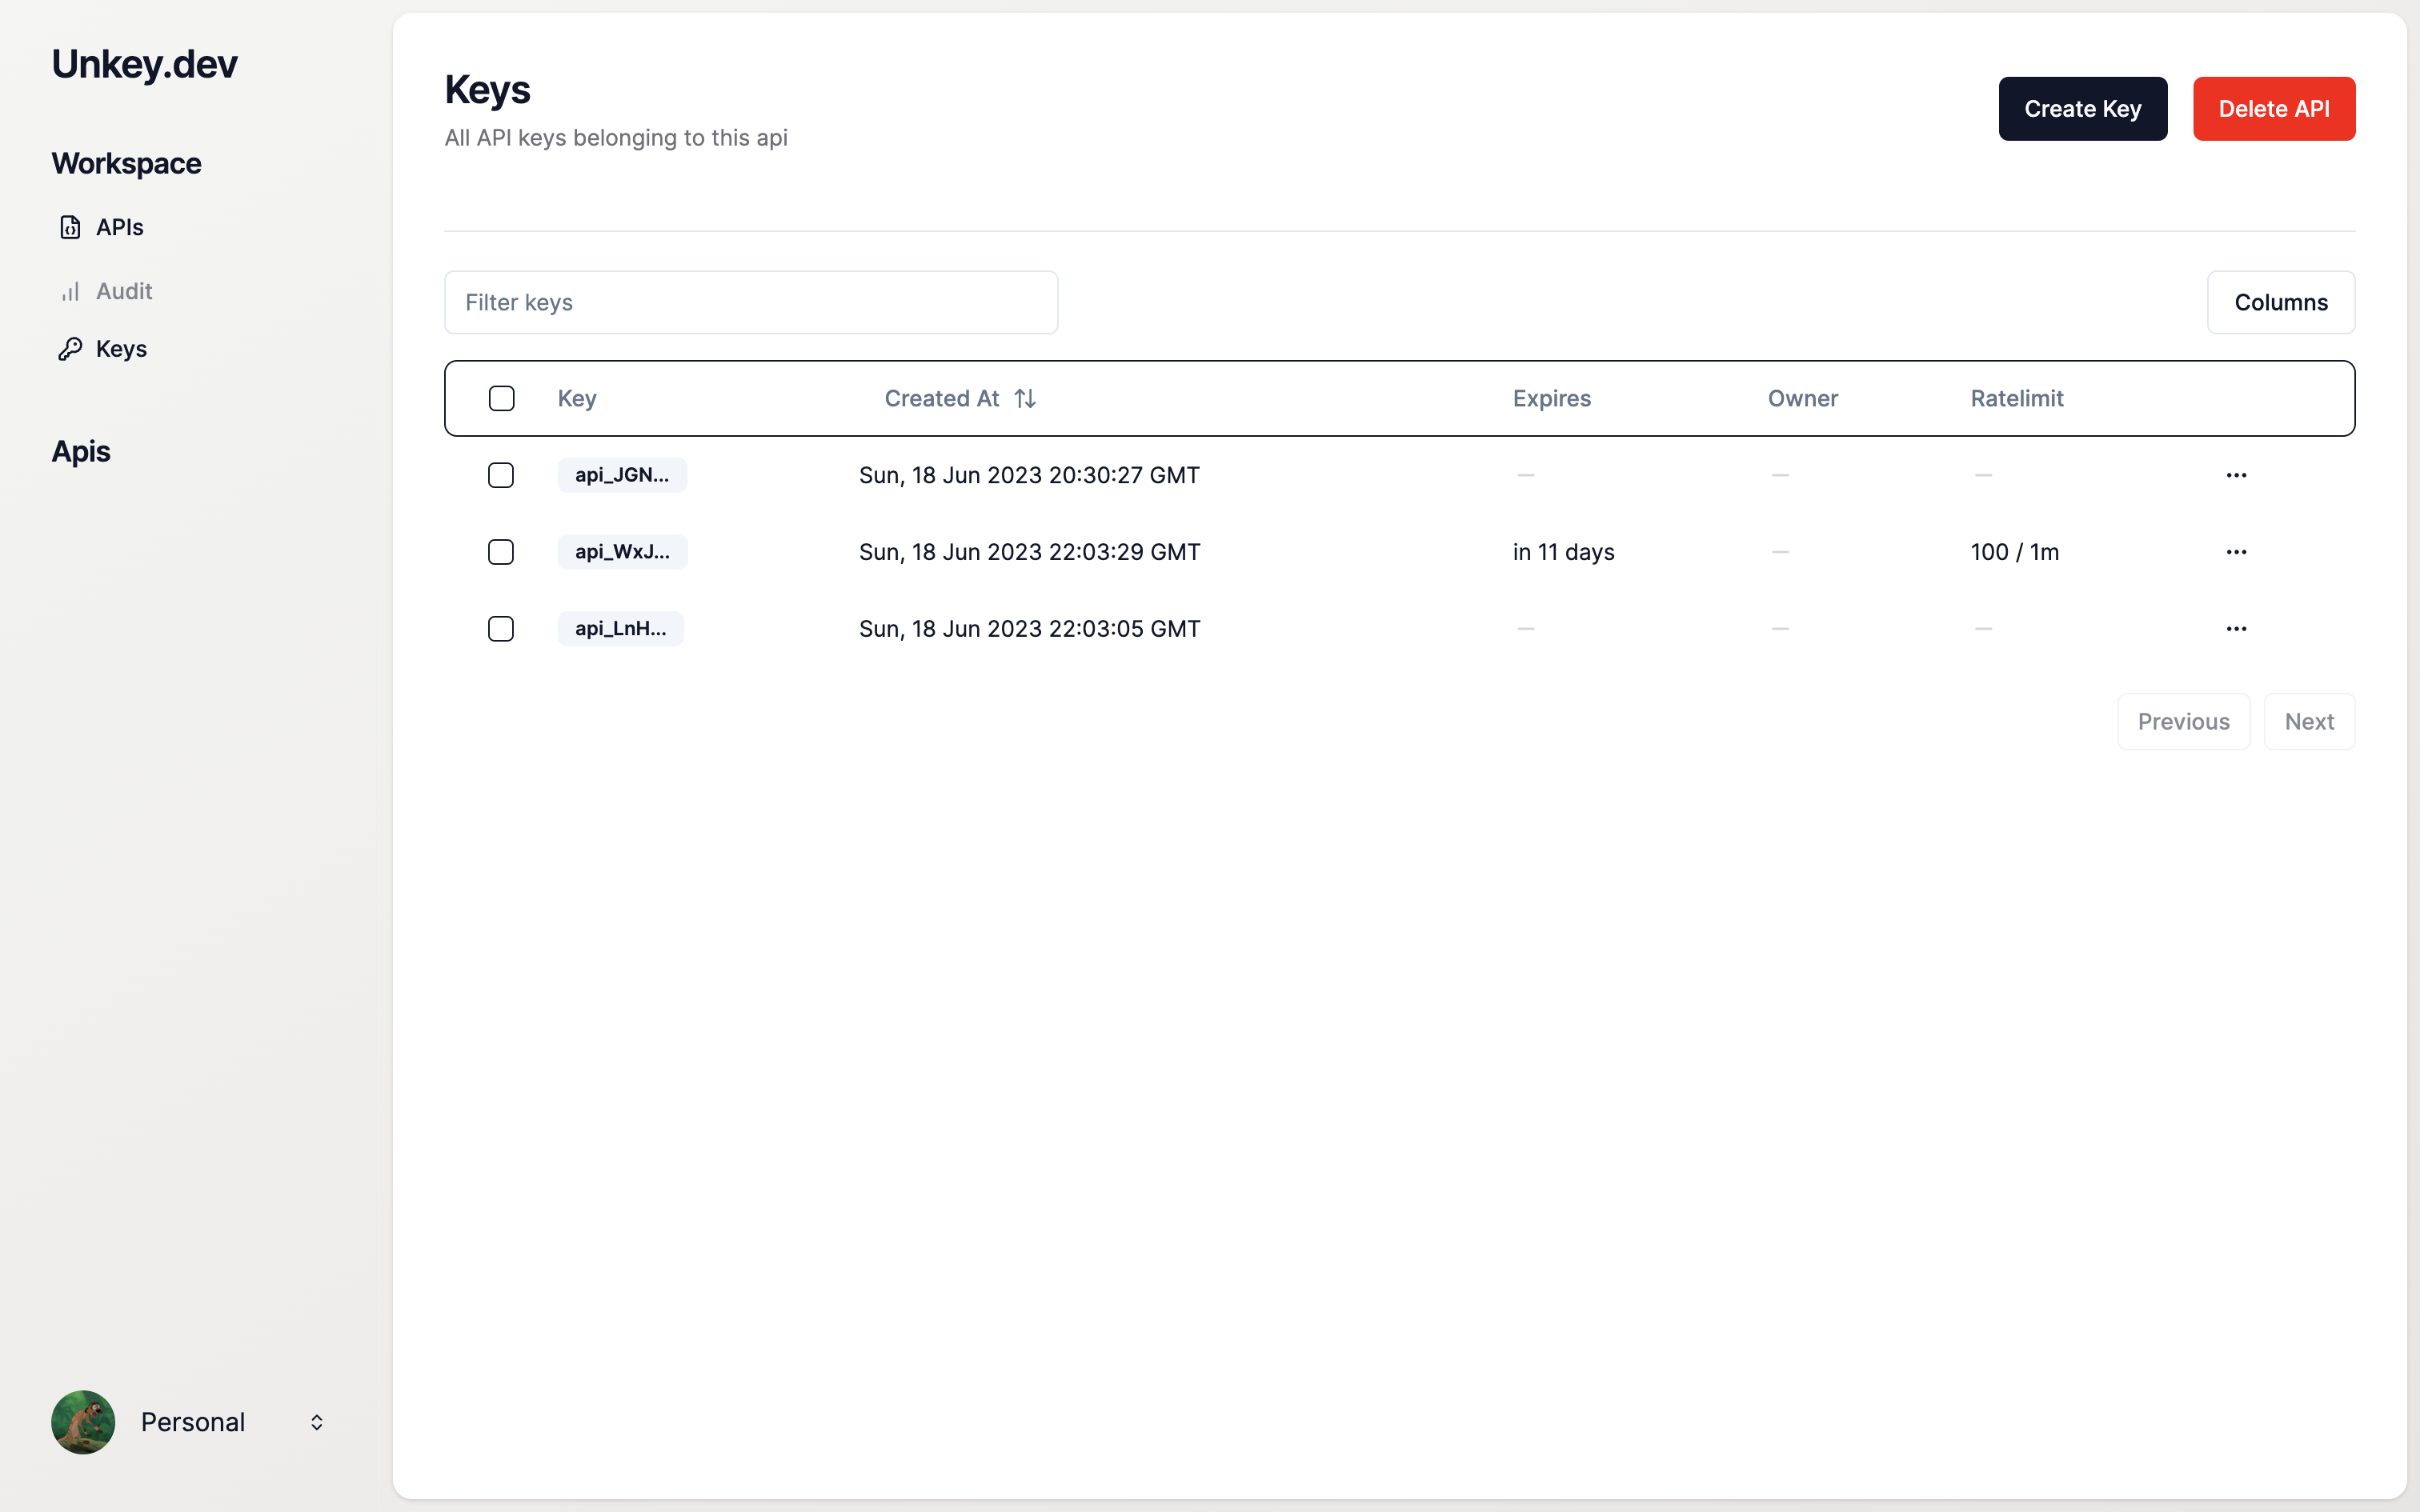 Unkey.dev
Workspace
APIs
Audit
Keys
Apis
Personal
Keys
All API keys belonging to this api
Create Key
Delete API
Filter keys
Columns
Key Created At Expires Owner Ratelimit
api_JGN... Sun, 18 Jun 2023 20:30:27 GMT — — —
api_WxJ... Sun, 18 Jun 2023 22:03:29 GMT in 11 days — 100 / 1m
api_LnH... Sun, 18 Jun 2023 22:03:05 GMT — — —
Previous Next